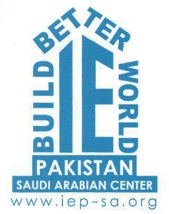 BUILD BETTER WORLD
IE
PAKISTAN
SAUDI ARABIAN CENTER
www.iep-sa.org